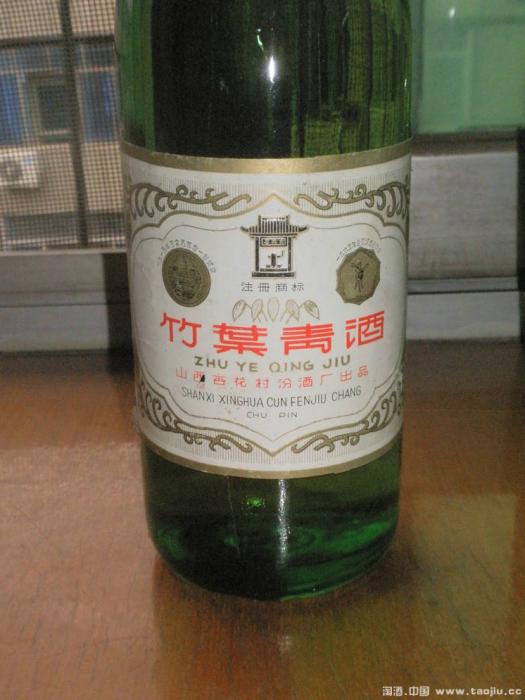 注册商标
竹葉青酒
ZHU YE QING JIU
山西杏花村汾酒厂出品
SHANXI XINGHUA CUN FENJIU CHANG
CHU PIN
淘酒.中国 www.taojiu.cc